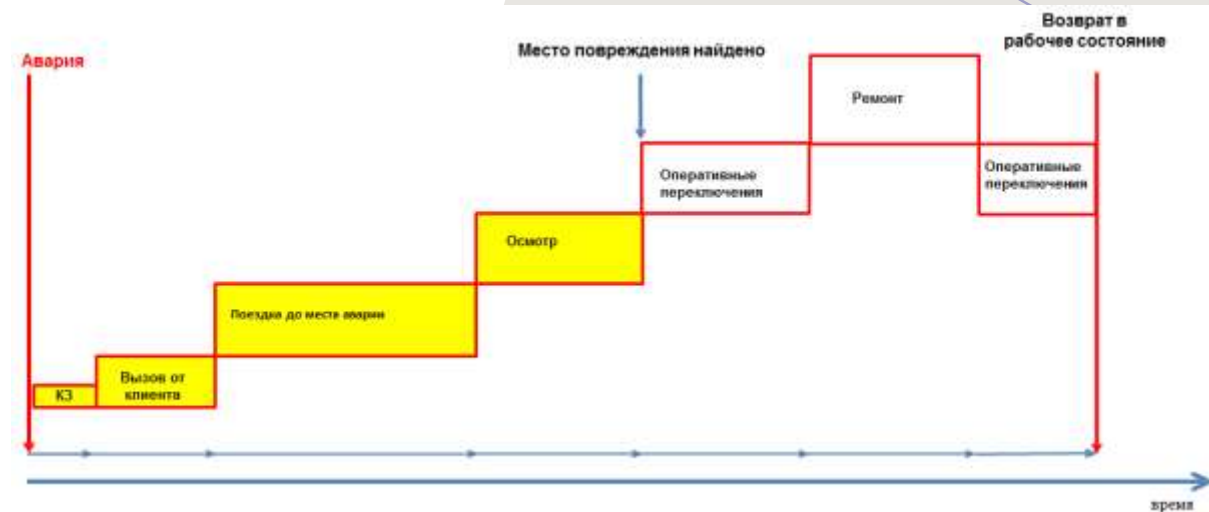 Возврат в
рабочее состояние
Место повреждения найдено
Авария
Ремонт
Оперативные
переключения
Оперативные
переключения
Осмотр
Поездка до места аварии
Вызов от
клиента
КЗ
время